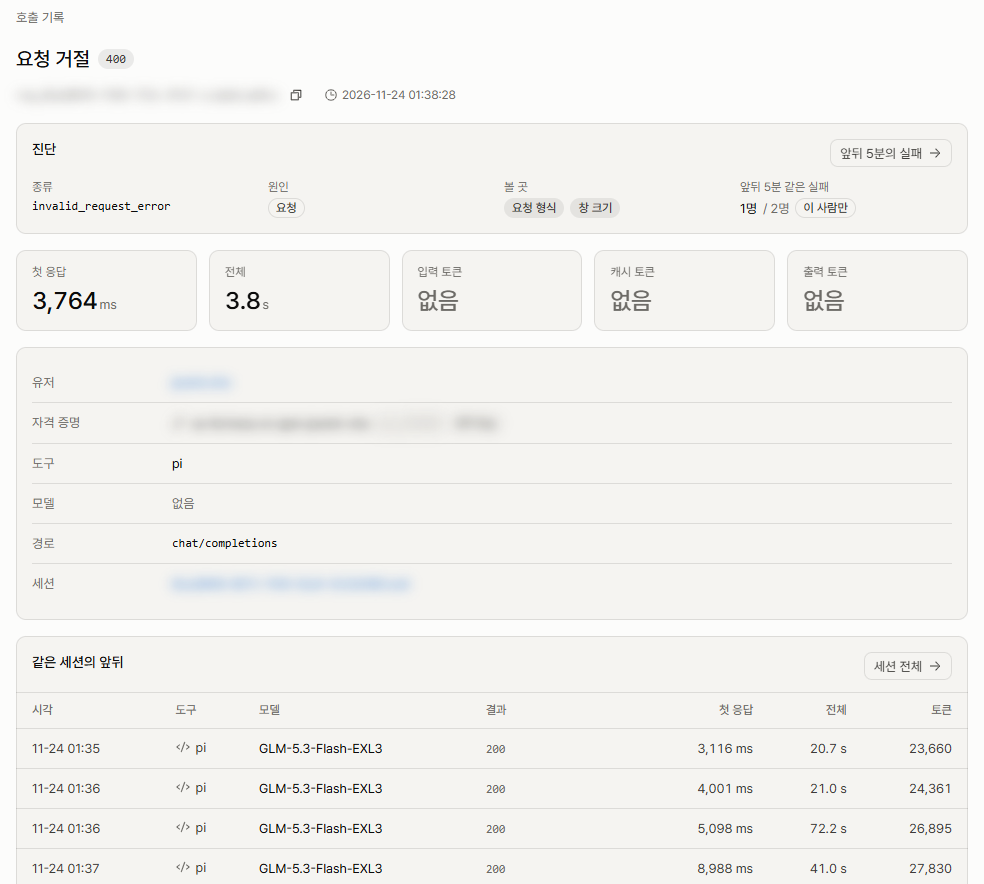 호출 기록
요청 거절 400
2026-11-24 01:38:28
진단
앞뒤 5분의 실패 →
종류 원인 볼 곳 앞뒤 5분 같은 실패
invalid_request_error 요청 요청 형식 창 크기 1명 / 2명 이 사람만
첫 응답 전체 입력 토큰 캐시 토큰 출력 토큰
3,764ms 3.8s 없음 없음 없음
유저
자격 증명
도구 pi
모델 없음
경로 chat/completions
세션
같은 세션의 앞뒤
세션 전체 →
시각 도구 모델 결과 첫 응답 전체 토큰
11-24 01:35 </> pi GLM-5.3-Flash-EXL3 200 3,116 ms 20.7 s 23,660
11-24 01:36 </> pi GLM-5.3-Flash-EXL3 200 4,001 ms 21.0 s 24,361
11-24 01:36 </> pi GLM-5.3-Flash-EXL3 200 5,098 ms 72.2 s 26,895
11-24 01:37 </> pi GLM-5.3-Flash-EXL3 200 8,988 ms 41.0 s 27,830